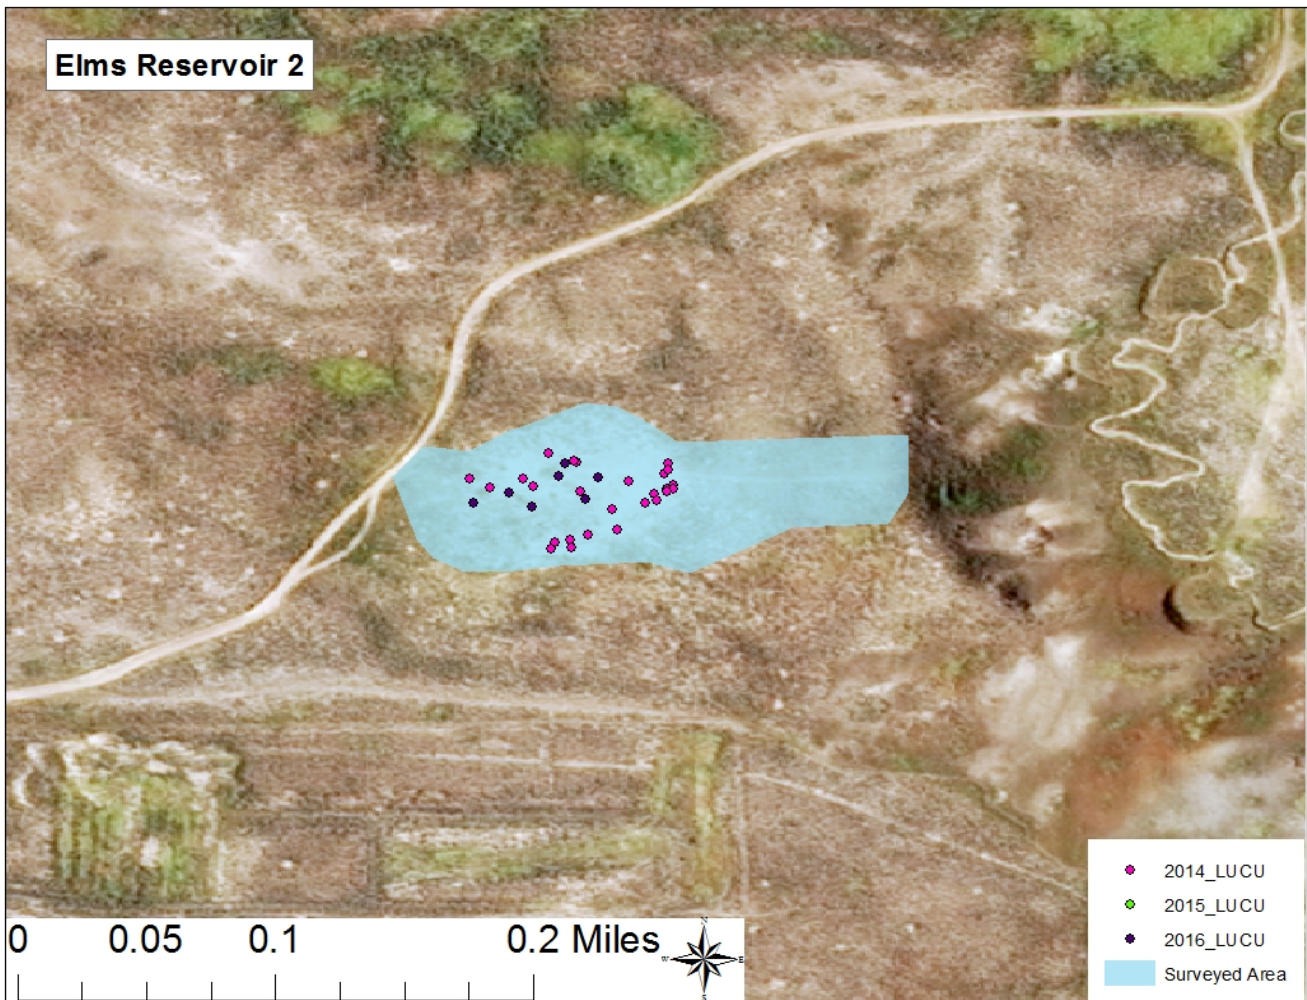 Elms Reservoir 2
2014_LUCU
2015_LUCU
2016_LUCU
Surveyed Area
0 0.05 0.1 0.2 Miles
N
W E
S